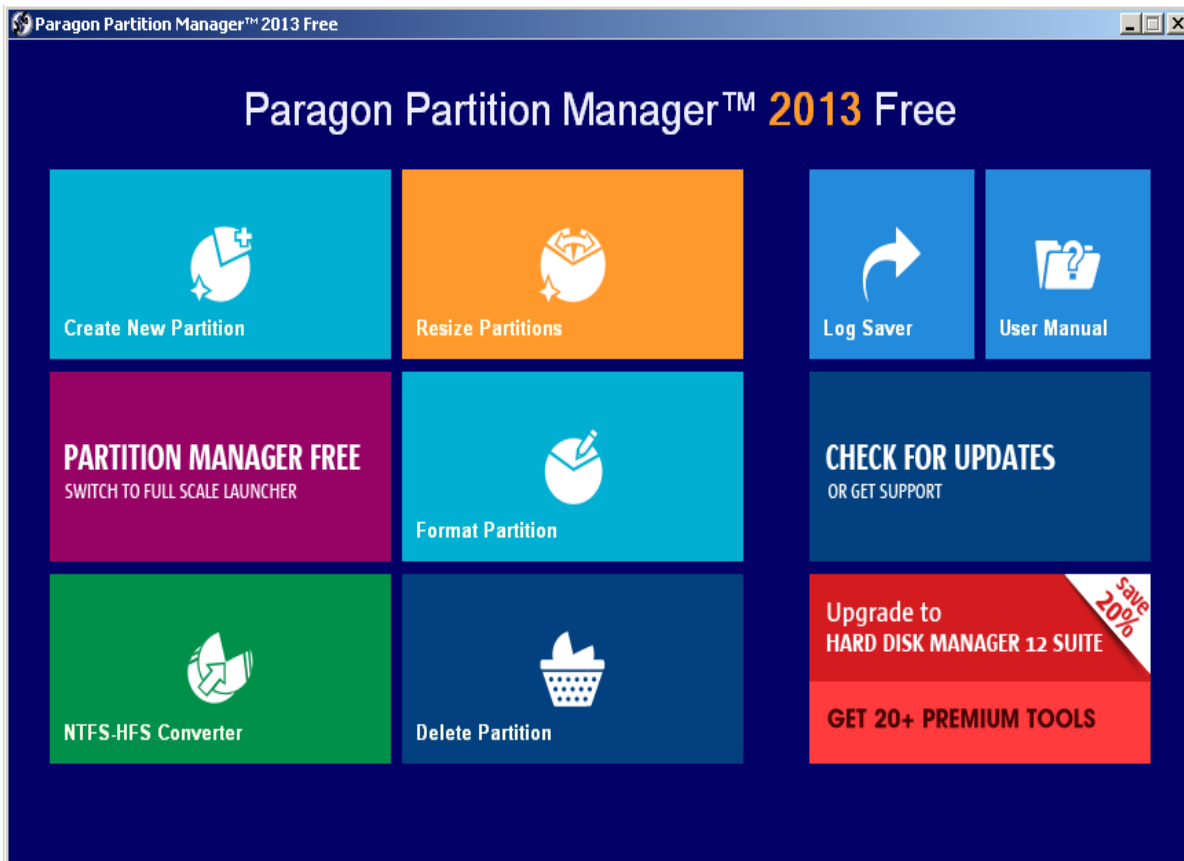 Paragon Partition Manager™ 2013 Free
Paragon Partition Manager™ 2013 Free
Create New Partition
Resize Partitions
Log Saver
User Manual
PARTITION MANAGER FREE
SWITCH TO FULL SCALE LAUNCHER
Format Partition
CHECK FOR UPDATES
OR GET SUPPORT
NTFS-HFS Converter
Delete Partition
Upgrade to
HARD DISK MANAGER 12 SUITE
save
20%
GET 20+ PREMIUM TOOLS